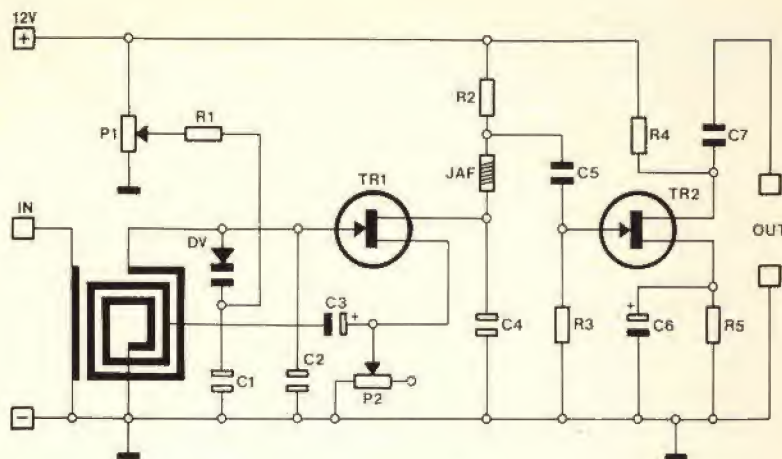 12V
+
R2
R1
P1
R4
C7
JAF
TR1
C5
TR2
IN
DV
OUT
C3
+
+
C4
R3
C6
R5
C1
C2
P2
-